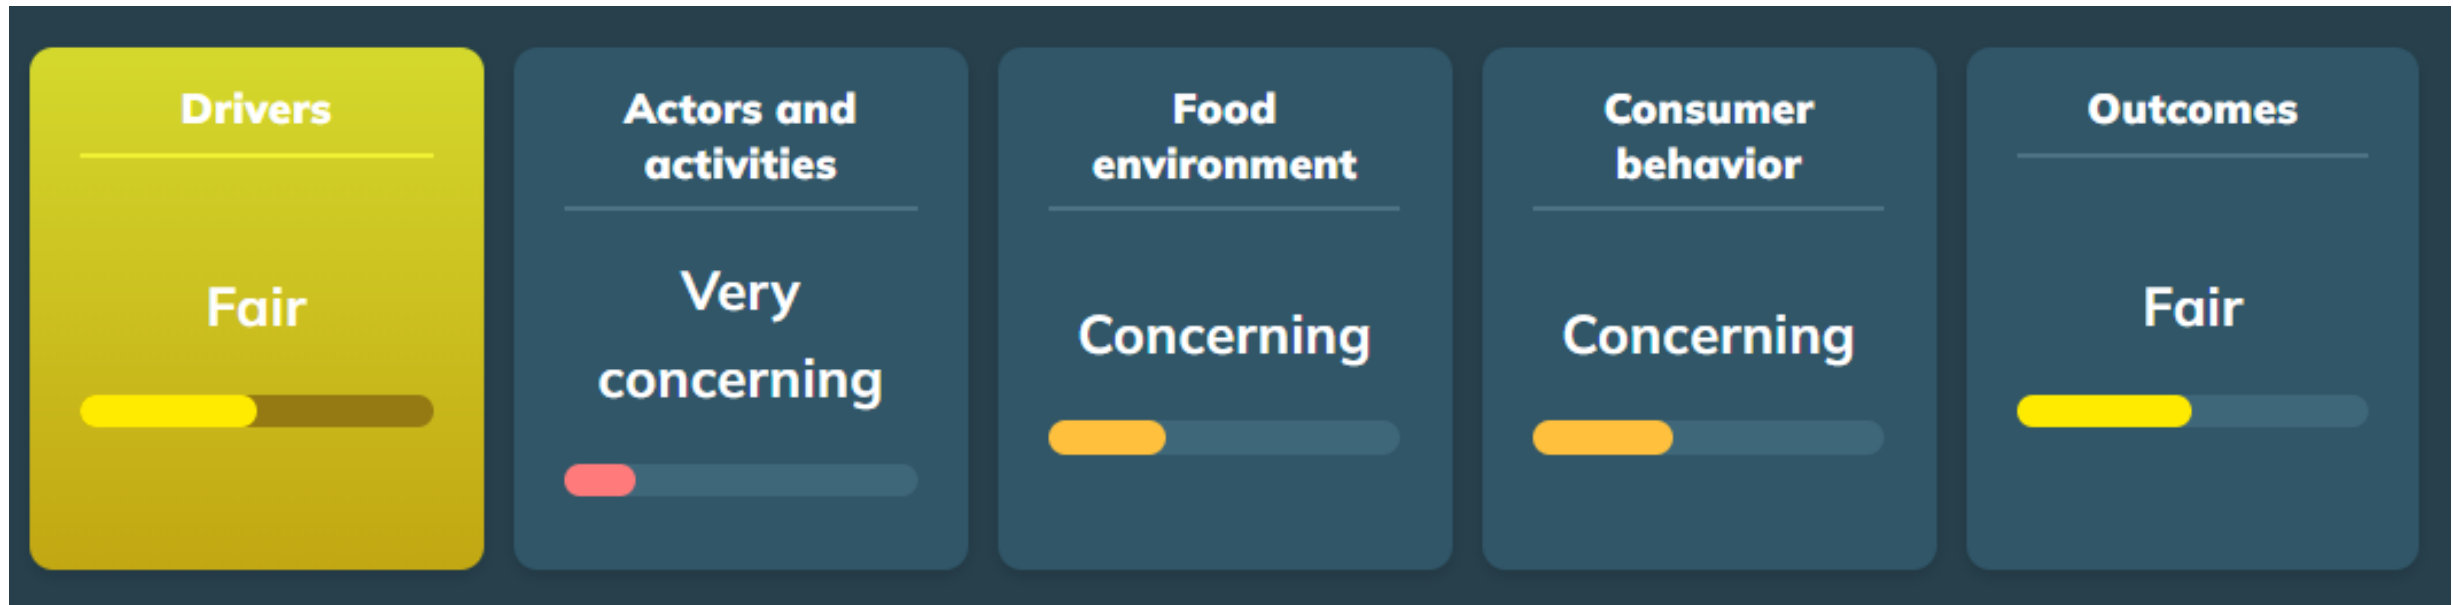 Drivers
Fair
Actors and
activities
Very
concerning
Food
environment
Concerning
Consumer
behavior
Concerning
Outcomes
Fair